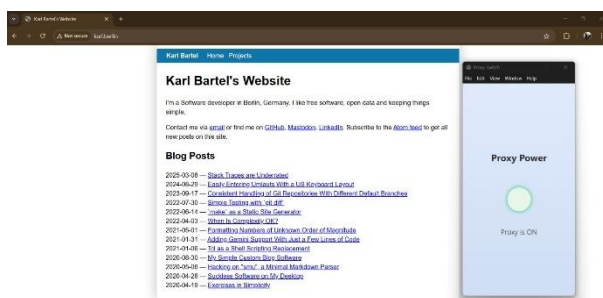 Karl Bartel's Website
Not secure karl.berlin
Karl Bartel Home Projects
Karl Bartel's Website
I'm a Software developer in Berlin, Germany. I like free software, open data and keeping things
simple.
Contact me via email or find me on GitHub, Mastodon, LinkedIn. Subscribe to the Atom feed to get all
new posts on this site.
Blog Posts
2025-03-08 — Stack Traces are Underrated
2024-06-29 — Easily Entering Umlauts With a US Keyboard Layout
2023-09-17 — Consistent Handling of Git Repositories With Different Default Branches
2022-07-30 — Simple Testing with `git diff`
2022-06-14 — `make` as a Static Site Generator
2022-04-03 — When Is Complexity OK?
2021-05-01 — Formatting Numbers of Unknown Order of Magnitude
2021-01-31 — Adding Gemini Support With Just a Few Lines of Code
2021-01-06 — Tcl as a Shell Scripting Replacement
2020-06-30 — My Simple Custom Blog Software
2020-05-06 — Hacking on "smu", a Minimal Markdown Parser
2020-04-28 — Suckless Software on My Desktop
2020-04-19 — Exercises in Simplicity
Proxy Switch
File Edit View Window Help
Proxy Power
Proxy is ON